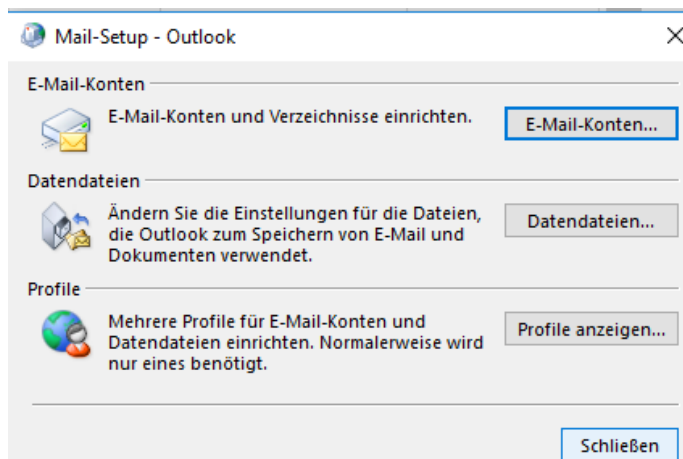 Mail-Setup - Outlook
E-Mail-Konten
E-Mail-Konten und Verzeichnisse einrichten.
E-Mail-Konten...
Datendateien
Ändern Sie die Einstellungen für die Dateien,
die Outlook zum Speichern von E-Mail und
Dokumenten verwendet.
Datendateien...
Profile
Mehrere Profile für E-Mail-Konten und
Datendateien einrichten. Normalerweise wird
nur eines benötigt.
Profile anzeigen...
Schließen